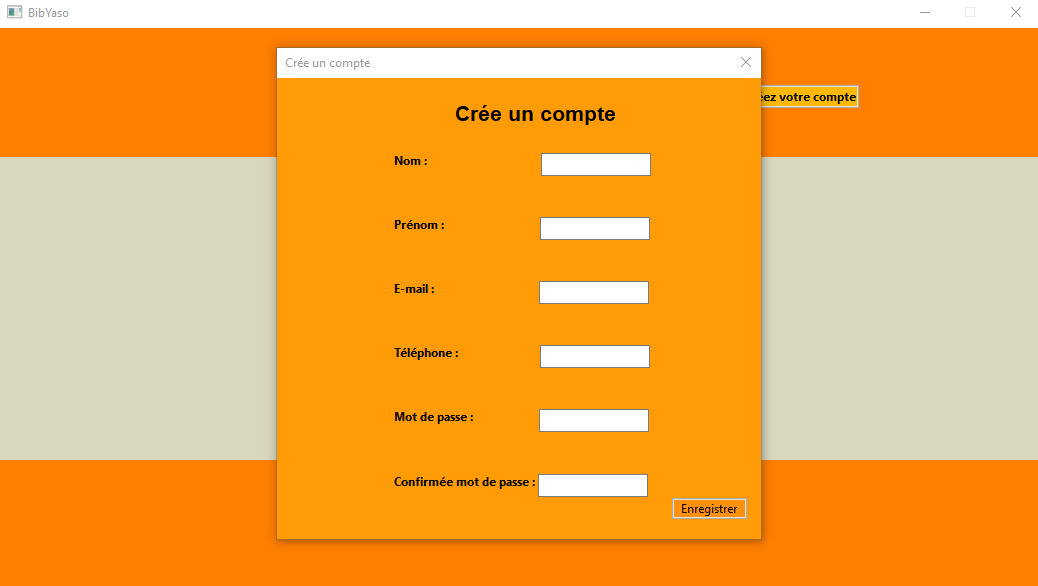 BibYaso
Crée un compte
votre compte
Crée un compte
Nom :
Prénom :
E-mail :
Téléphone :
Mot de passe :
Confirmée mot de passe :
Enregistrer